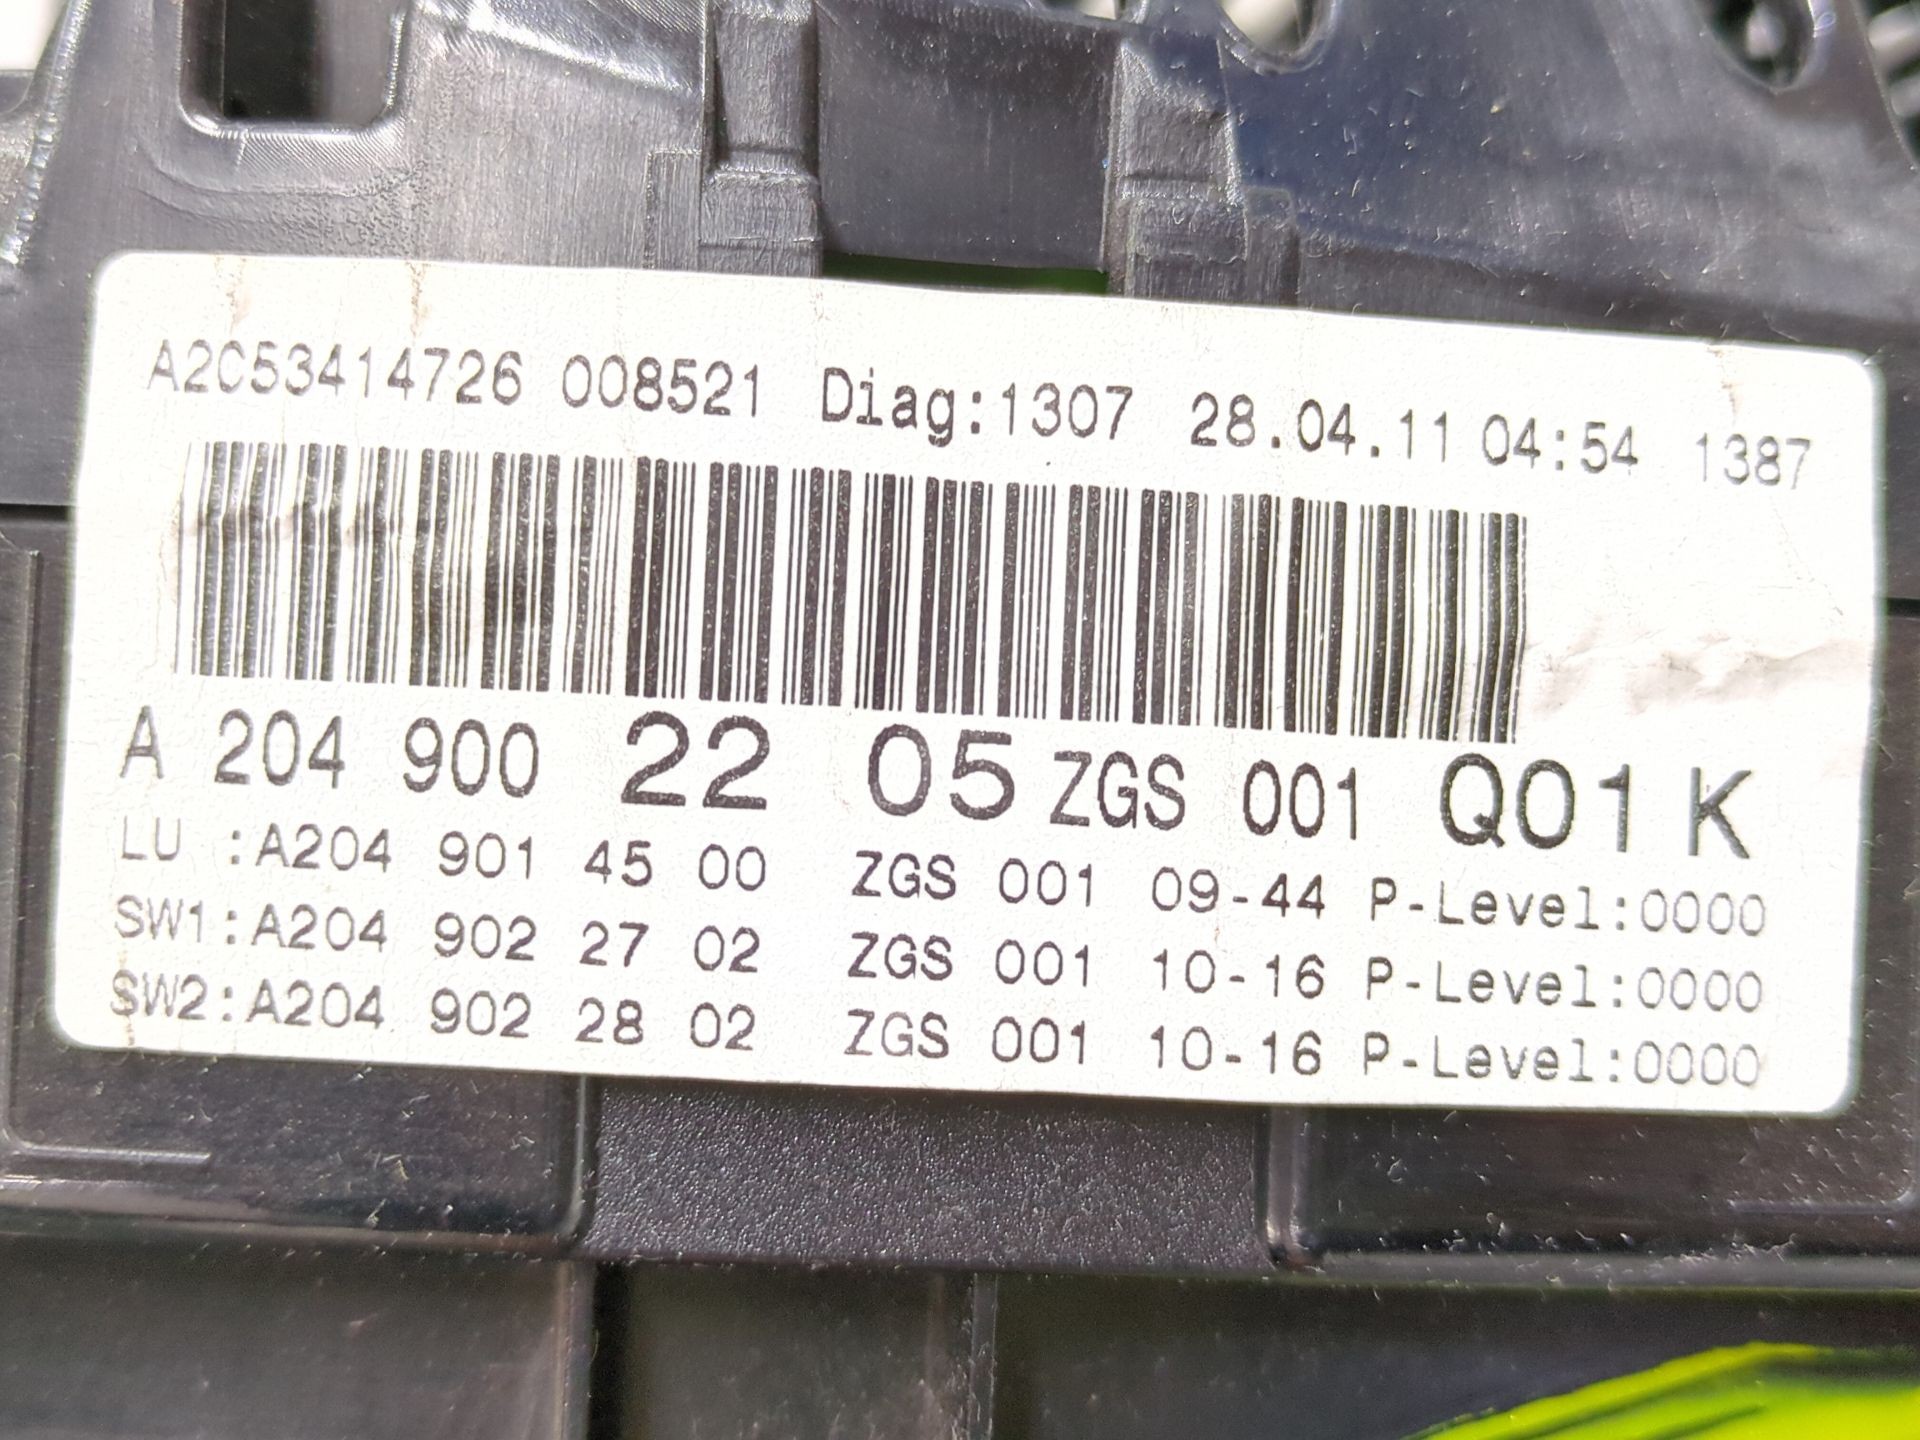 A2C53414726 008521 Diag:1307 28.04.11 04:54 1387
A 204 900 22 05 ZGS 001 Q01 K
LU :A204 901 45 00 ZGS 001 09-44 P-Level:0000
SW1:A204 902 27 02 ZGS 001 10-16 P-Level:0000
SW2:A204 902 28 02 ZGS 001 10-16 P-Level:0000